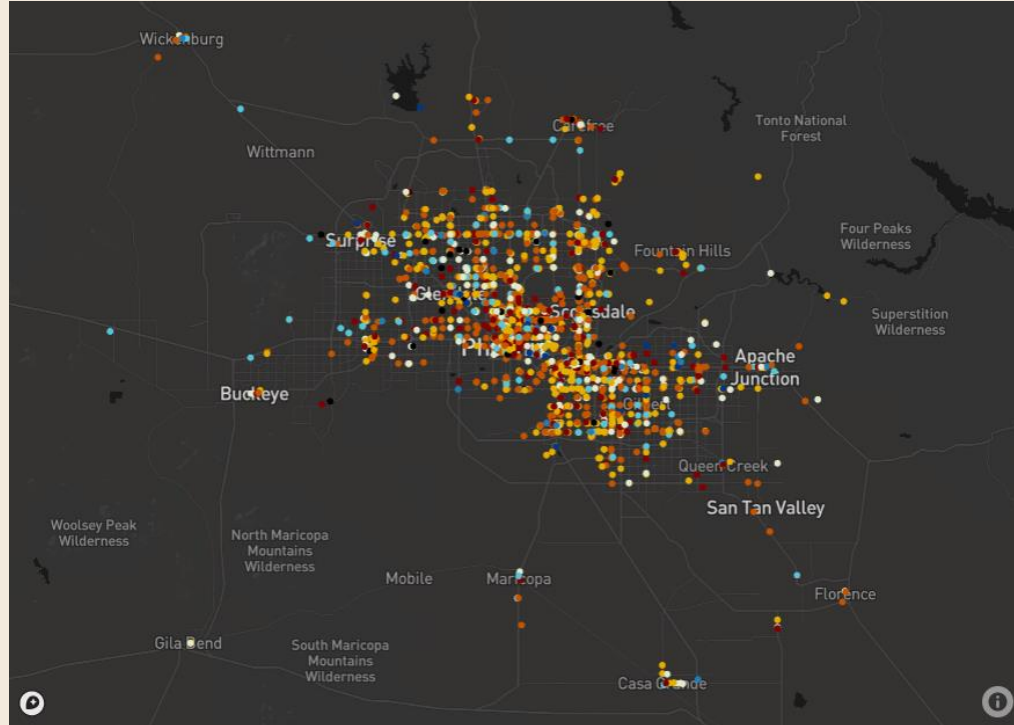 Wickenburg
Carefree
Tonto National
Forest
Wittmann
Four Peaks
Wilderness
Surprise
Fountain Hills
Glendale
Scottsdale
Superstition
Wilderness
Apache
Junction
Buckeye
Gilbert
Queen Creek
San Tan Valley
Woolsey Peak
Wilderness
North Maricopa
Mountains
Wilderness
Mobile
Maricopa
Florence
Gila Bend
South Maricopa
Mountains
Wilderness
Casa Grande